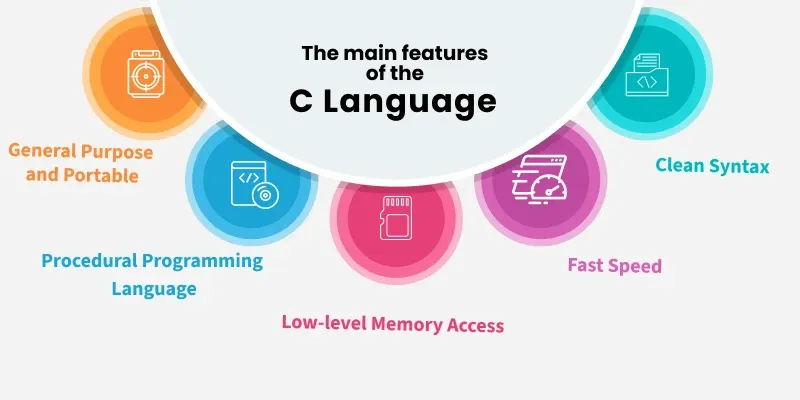 The main features
of the
C Language
General Purpose
and Portable
Procedural Programming
Language
Low-level Memory Access
Fast Speed
Clean Syntax